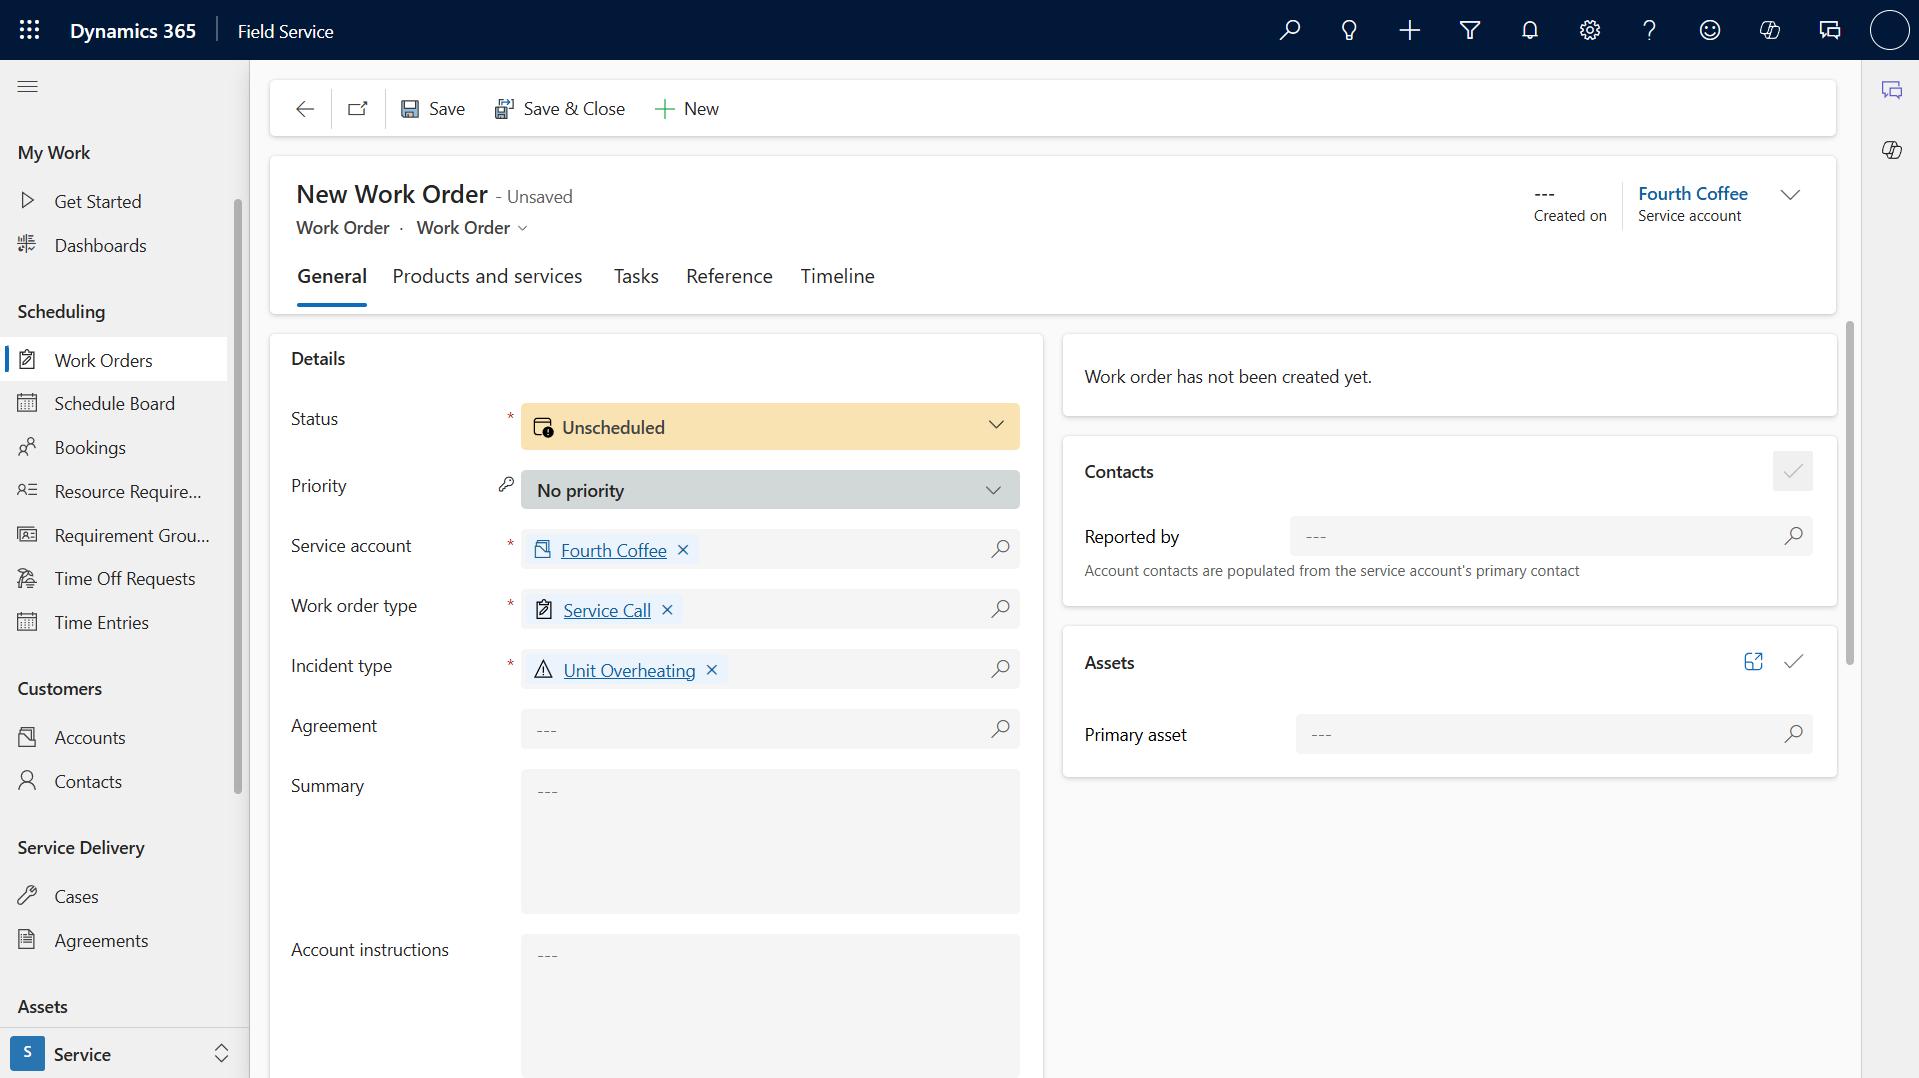 Dynamics 365
Field Service
My Work
Get Started
Dashboards
Scheduling
Work Orders
Schedule Board
Bookings
Resource Require...
Requirement Grou...
Time Off Requests
Time Entries
Customers
Accounts
Contacts
Service Delivery
Cases
Agreements
Assets
S Service
Save
Save & Close
New
New Work Order - Unsaved
Work Order · Work Order
---
Created on
Fourth Coffee
Service account
General
Products and services
Tasks
Reference
Timeline
Details
Status * Unscheduled
Priority No priority
Service account * Fourth Coffee
Work order type * Service Call
Incident type * Unit Overheating
Agreement ---
Summary ---
Account instructions ---
Work order has not been created yet.
Contacts
Reported by ---
Account contacts are populated from the service account's primary contact
Assets
Primary asset ---